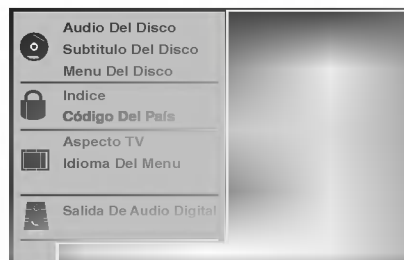 Audio Del Disco
Subtitulo Del Disco
Menu Del Disco
Indice
Código Del País
Aspecto TV
Idioma Del Menu
Salida De Audio Digital